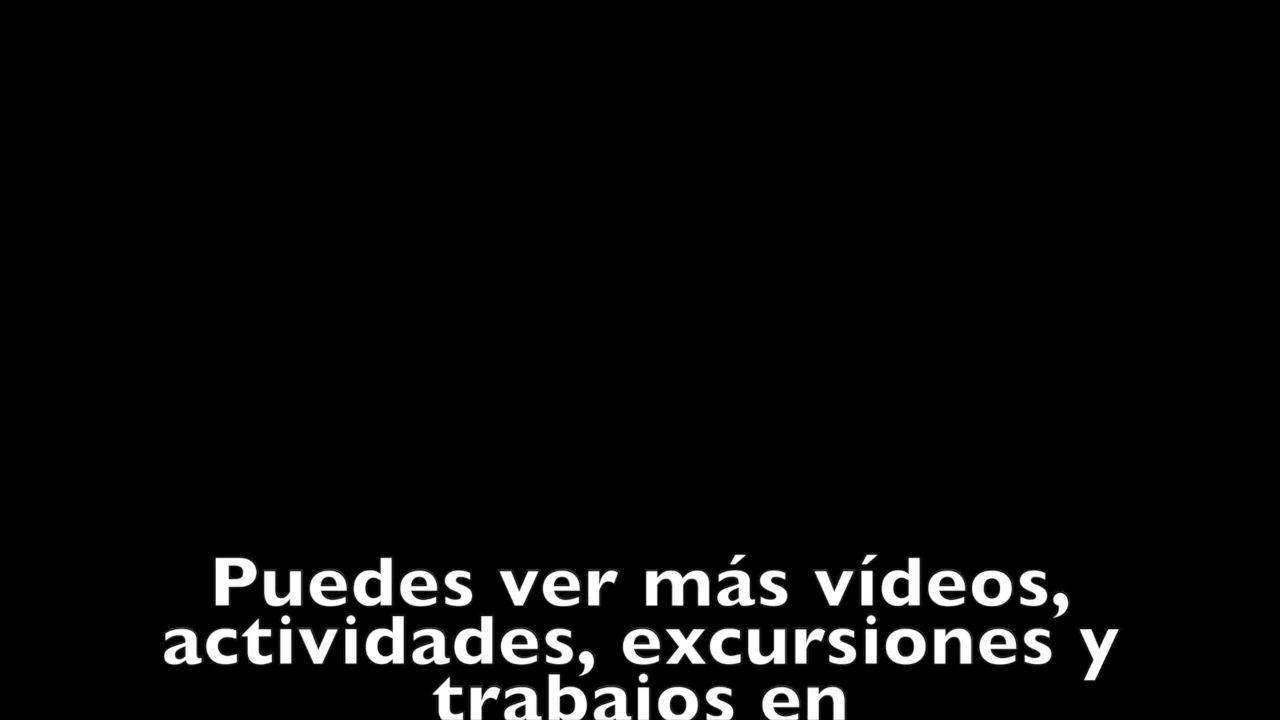 Puedes ver más vídeos,
actividades, excursiones y
trabajos en